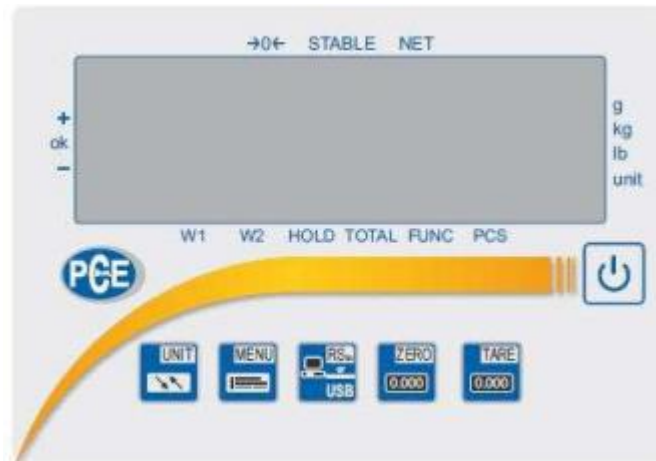 →0← STABLE NET
+
ok
−
g
kg
lb
unit
W1 W2 HOLD TOTAL FUNC PCS
PCE
UNIT MENU RS ZERO TARE
USB 0.000 0.000